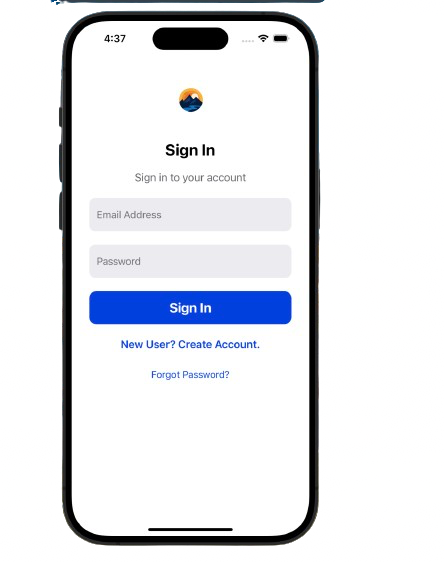 4:37
Sign In
Sign in to your account
Email Address
Password
Sign In
New User? Create Account.
Forgot Password?